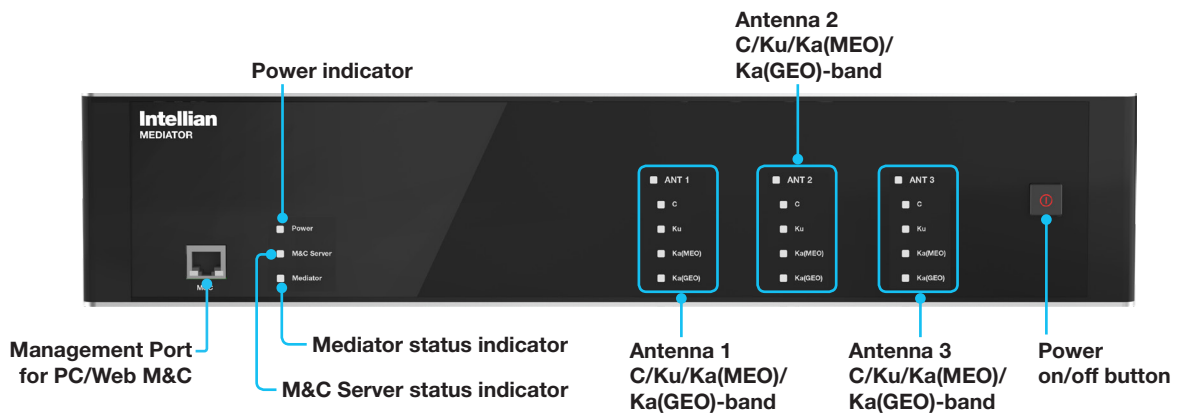 Antenna 2
C/Ku/Ka(MEO)/
Ka(GEO)-band
Power indicator
Intellian
MEDIATOR
ANT 1
C
Ku
Ka(MEO)
Ka(GEO)
ANT 2
C
Ku
Ka(MEO)
Ka(GEO)
ANT 3
C
Ku
Ka(MEO)
Ka(GEO)
Power
M&C Server
Mediator
M&C
Management Port
for PC/Web M&C
Mediator status indicator
M&C Server status indicator
Antenna 1
C/Ku/Ka(MEO)/
Ka(GEO)-band
Antenna 3
C/Ku/Ka(MEO)/
Ka(GEO)-band
Power
on/off button